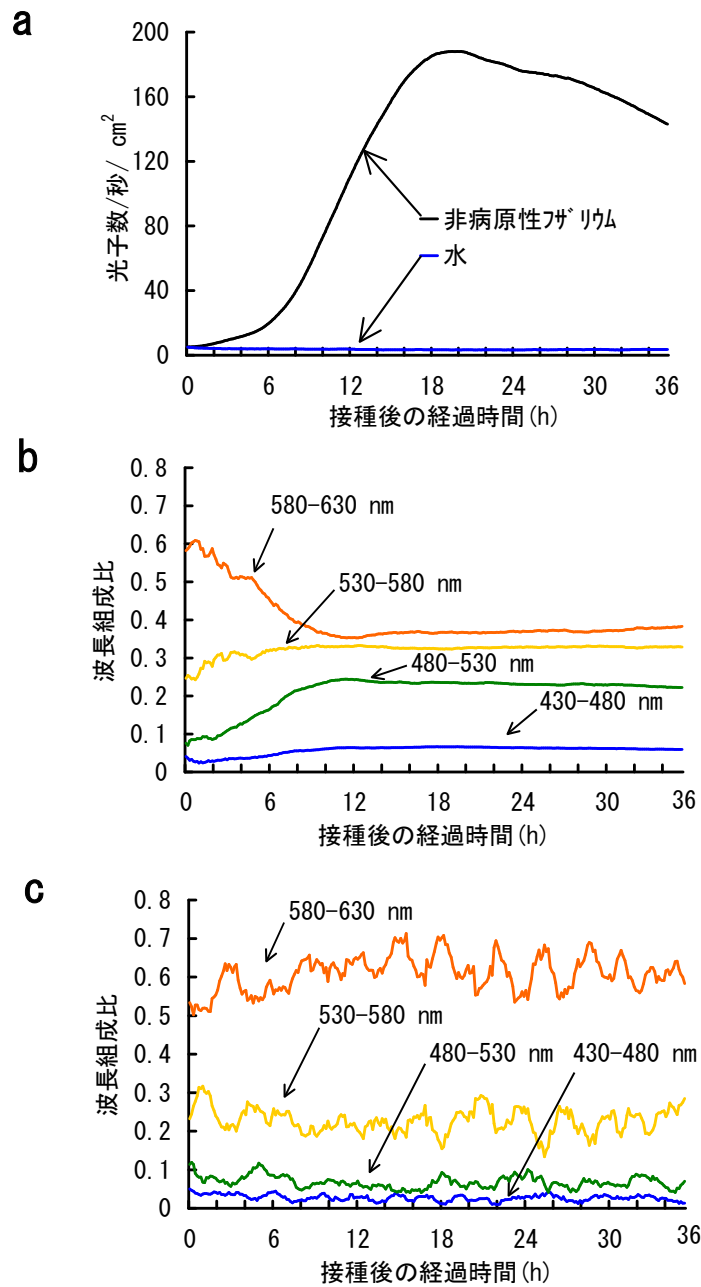 a
200
160
120
80
40
0
光子数/秒/ cm²
非病原性ﾌｻﾞﾘｳﾑ
水
0 6 12 18 24 30 36
接種後の経過時間(h)
b
0.8
0.7
0.6
0.5
0.4
0.3
0.2
0.1
0
波長組成比
580-630 nm
530-580 nm
480-530 nm
430-480 nm
0 6 12 18 24 30 36
接種後の経過時間(h)
c
0.8
0.7
0.6
0.5
0.4
0.3
0.2
0.1
0
波長組成比
580-630 nm
530-580 nm
480-530 nm
430-480 nm
0 6 12 18 24 30 36
接種後の経過時間(h)